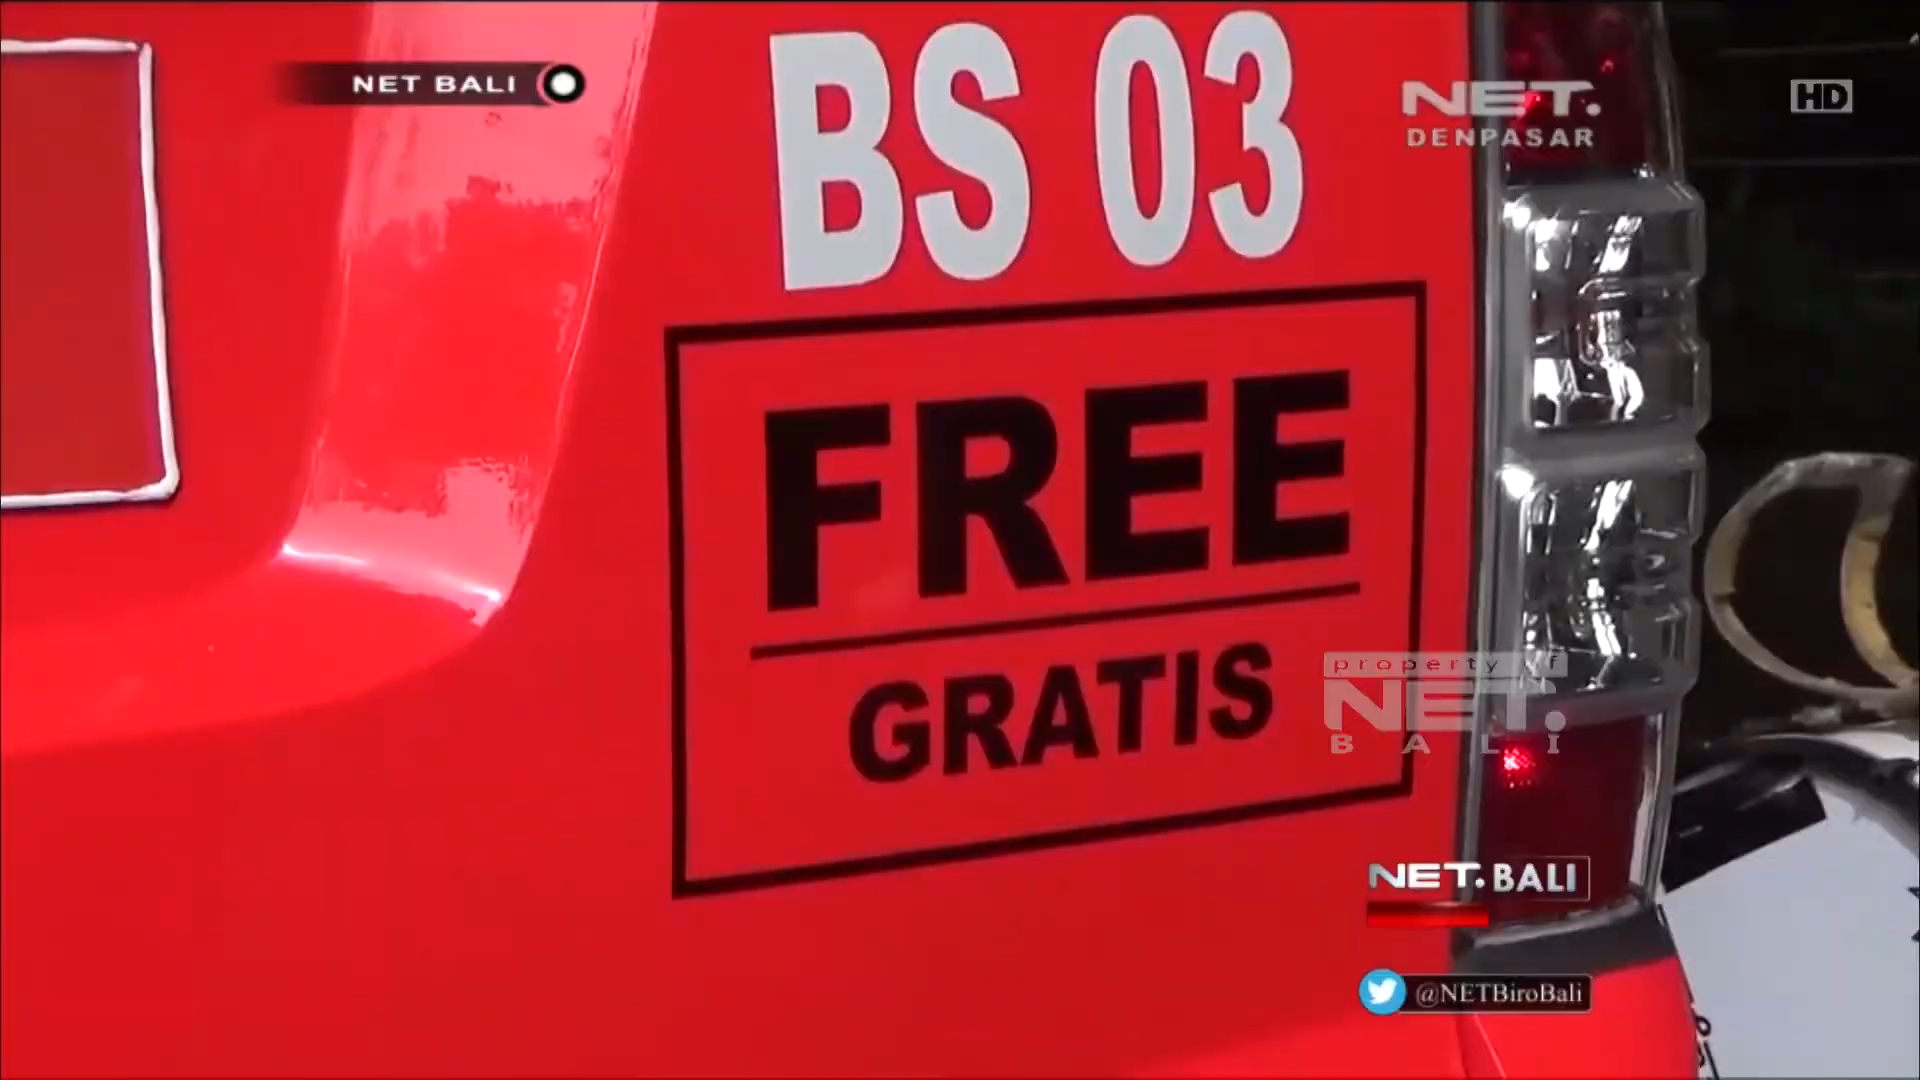 BS 03
NET BALI
NET.
DENPASAR
HD
FREE
GRATIS
property of
NET.
BALI
NET. BALI
@NETBiroBali